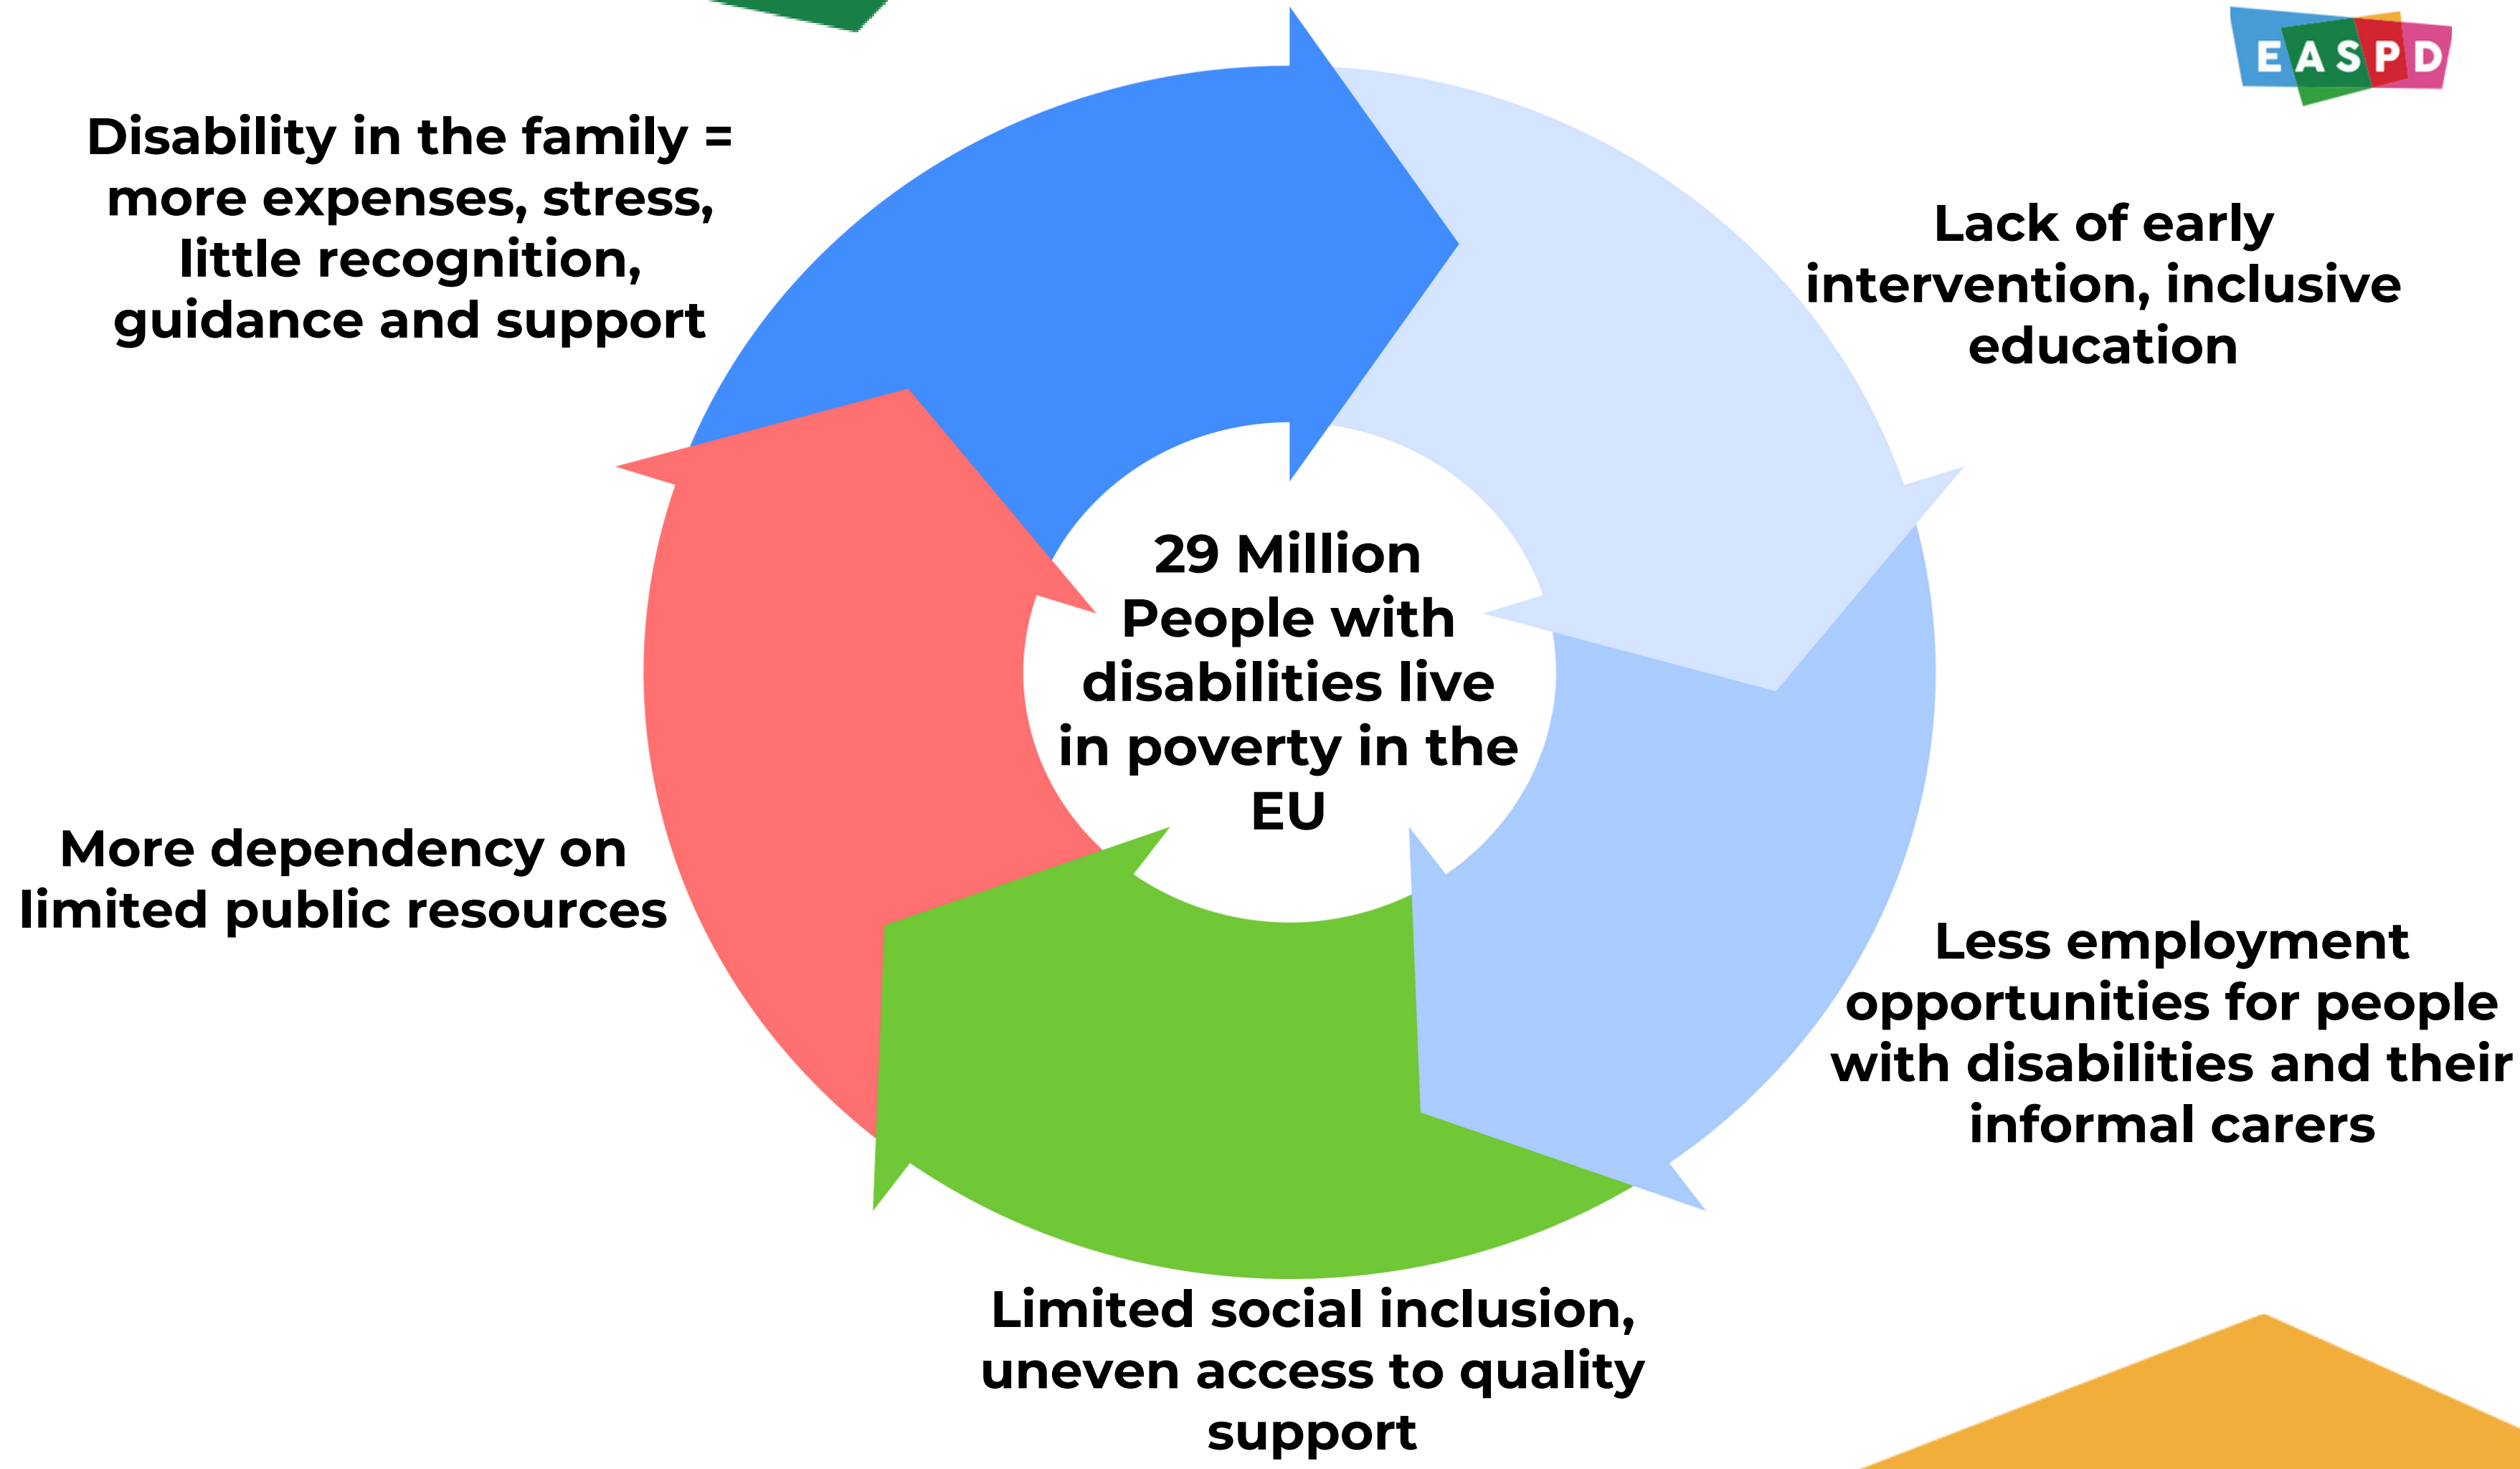 EASPD
Disability in the family =
more expenses, stress,
little recognition,
guidance and support
Lack of early
intervention, inclusive
education
29 Million
People with
disabilities live
in poverty in the
EU
More dependency on
limited public resources
Less employment
opportunities for people
with disabilities and their
informal carers
Limited social inclusion,
uneven access to quality
support